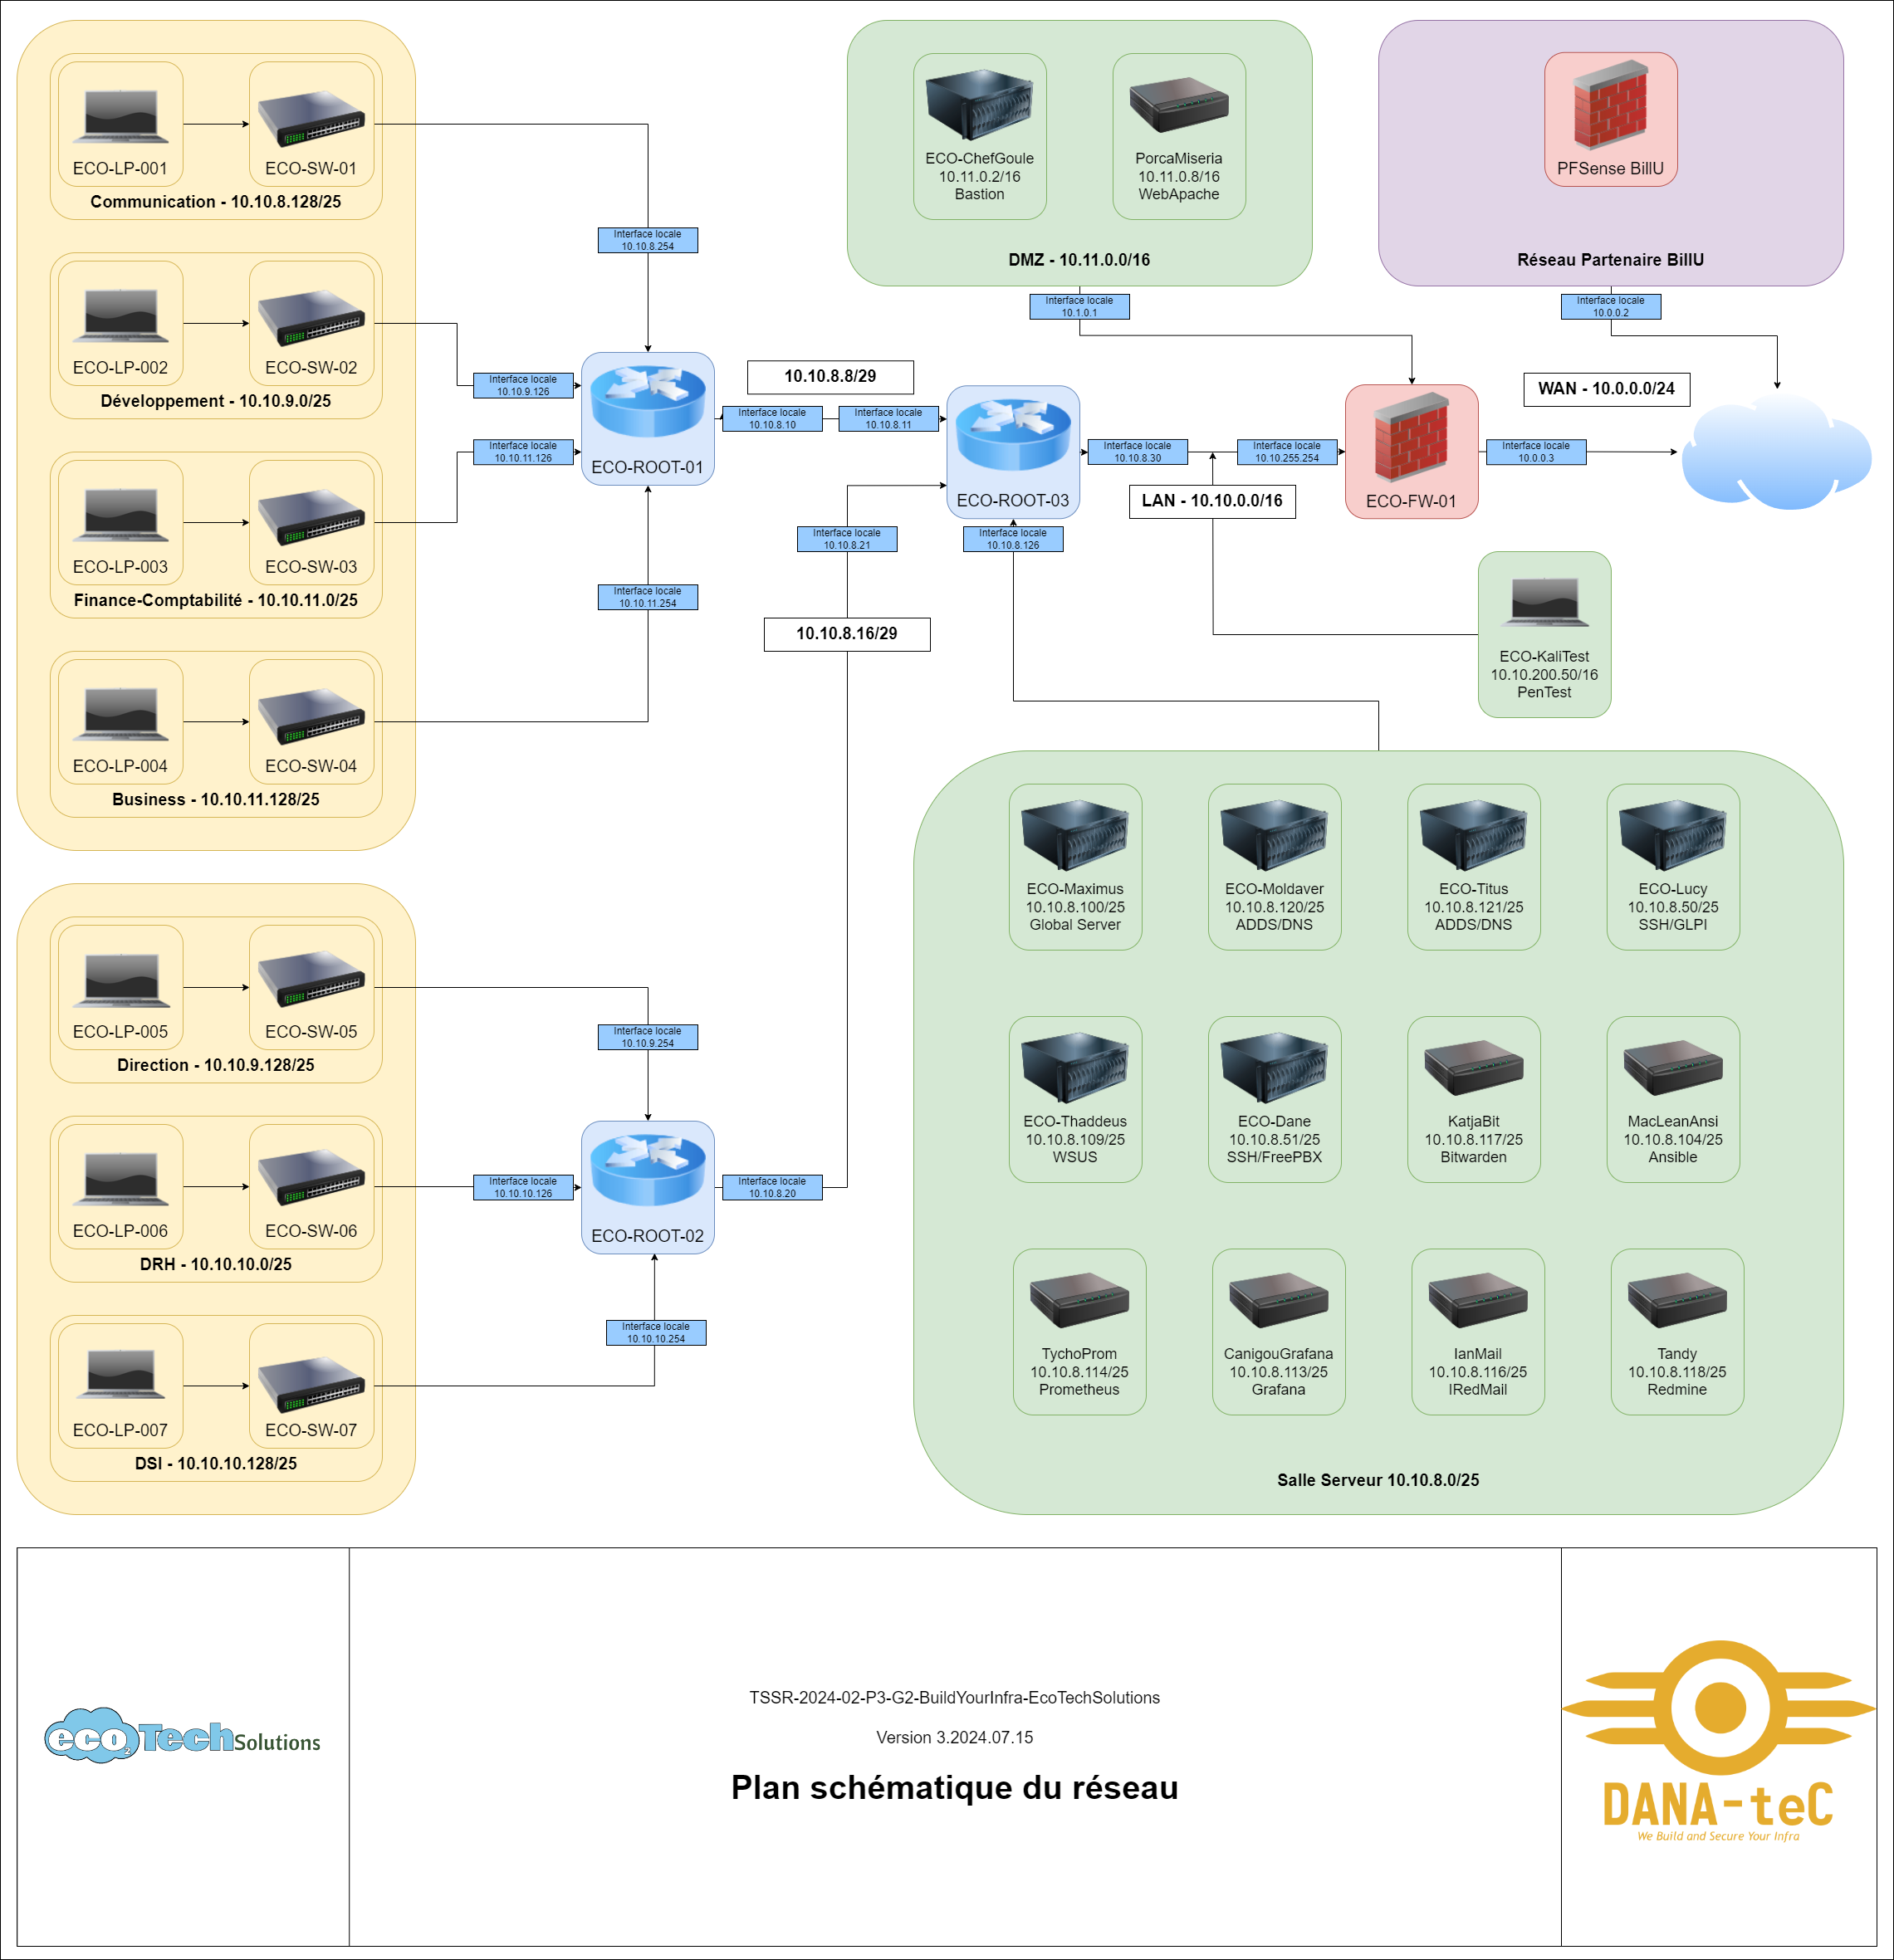 ECO-LP-001
ECO-SW-01
Communication - 10.10.8.128/25
ECO-LP-002
ECO-SW-02
Développement - 10.10.9.0/25
ECO-LP-003
ECO-SW-03
Finance-Comptabilité - 10.10.11.0/25
ECO-LP-004
ECO-SW-04
Business - 10.10.11.128/25
Interface locale
10.10.8.254
Interface locale
10.10.9.126
Interface locale
10.10.11.126
Interface locale
10.10.11.254
ECO-ROOT-01
10.10.8.8/29
Interface locale
10.10.8.10
Interface locale
10.10.8.11
ECO-ChefGoule
10.11.0.2/16
Bastion
PorcaMiseria
10.11.0.8/16
WebApache
DMZ - 10.11.0.0/16
Interface locale
10.1.0.1
PFSense BillU
Réseau Partenaire BillU
Interface locale
10.0.0.2
WAN - 10.0.0.0/24
ECO-ROOT-03
Interface locale
10.10.8.30
Interface locale
10.10.255.254
LAN - 10.10.0.0/16
ECO-FW-01
Interface locale
10.0.0.3
Interface locale
10.10.8.21
Interface locale
10.10.8.126
10.10.8.16/29
ECO-KaliTest
10.10.200.50/16
PenTest
ECO-LP-005
ECO-SW-05
Direction - 10.10.9.128/25
ECO-LP-006
ECO-SW-06
DRH - 10.10.10.0/25
ECO-LP-007
ECO-SW-07
DSI - 10.10.10.128/25
Interface locale
10.10.9.254
Interface locale
10.10.10.126
Interface locale
10.10.10.254
ECO-ROOT-02
Interface locale
10.10.8.20
ECO-Maximus
10.10.8.100/25
Global Server
ECO-Moldaver
10.10.8.120/25
ADDS/DNS
ECO-Titus
10.10.8.121/25
ADDS/DNS
ECO-Lucy
10.10.8.50/25
SSH/GLPI
ECO-Thaddeus
10.10.8.109/25
WSUS
ECO-Dane
10.10.8.51/25
SSH/FreePBX
KatjaBit
10.10.8.117/25
Bitwarden
MacLeanAnsi
10.10.8.104/25
Ansible
TychoProm
10.10.8.114/25
Prometheus
CanigouGrafana
10.10.8.113/25
Grafana
IanMail
10.10.8.116/25
IRedMail
Tandy
10.10.8.118/25
Redmine
Salle Serveur 10.10.8.0/25
eco2TechSolutions
TSSR-2024-02-P3-G2-BuildYourInfra-EcoTechSolutions
Version 3.2024.07.15
Plan schématique du réseau
DANA-teC
We Build and Secure Your Infra